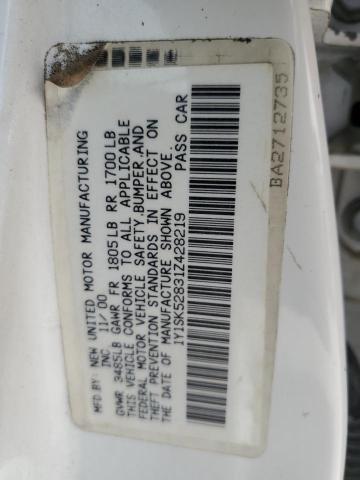 MFD BY: NEW UNITED MOTOR MANUFACTURING
INC. 11/00
GVWR 3485LB GAWR FR 1805LB RR 1700LB
THIS VEHICLE CONFORMS TO ALL APPLICABLE
FEDERAL MOTOR VEHICLE SAFETY,BUMPER,AND
THEFT PREVENTION STANDARDS IN EFFECT ON
THE DATE OF MANUFACTURE SHOWN ABOVE.
1Y1SK52831Z428219 PASS CAR
BA2712735